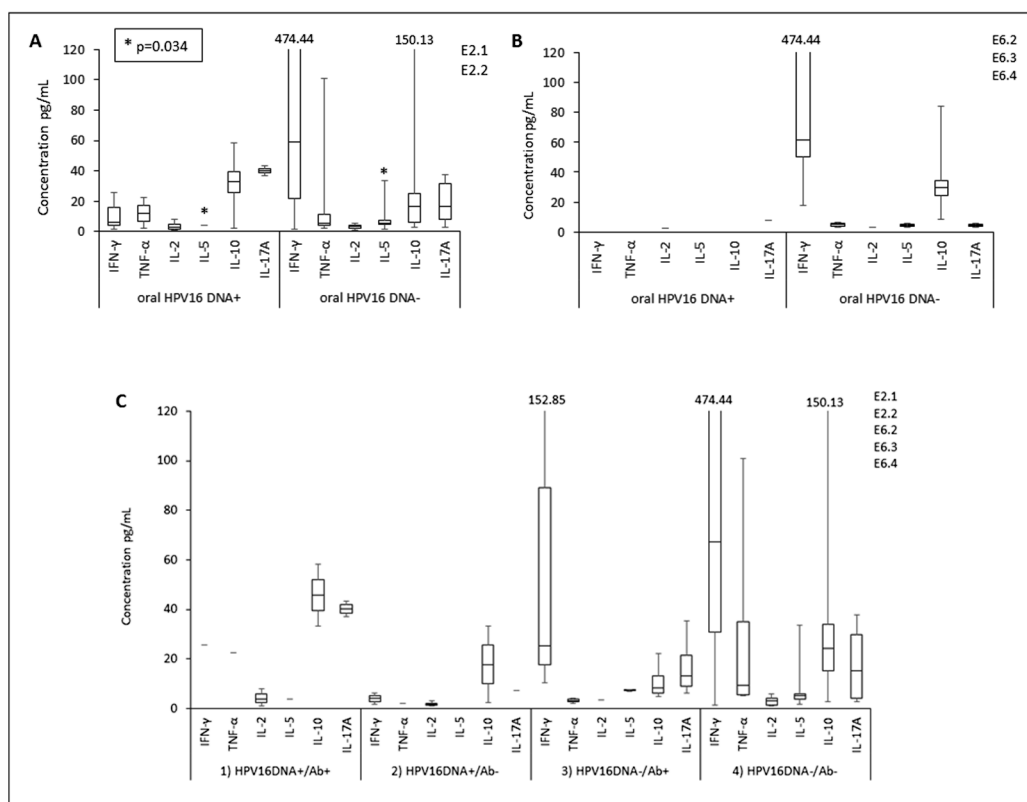 A
* p=0.034
474.44
150.13
E2.1
E2.2
120
100
80
60
40
20
0
Concentration pg/mL
*
*
IFN-γ
TNF-α
IL-2
IL-5
IL-10
IL-17A
IFN-γ
TNF-α
IL-2
IL-5
IL-10
IL-17A
oral HPV16 DNA+
oral HPV16 DNA-
B
474.44
E6.2
E6.3
E6.4
120
100
80
60
40
20
0
Concentration pg/mL
IFN-γ
TNF-α
IL-2
IL-5
IL-10
IL-17A
IFN-γ
TNF-α
IL-2
IL-5
IL-10
IL-17A
oral HPV16 DNA+
oral HPV16 DNA-
C
152.85
474.44
150.13
E2.1
E2.2
E6.2
E6.3
E6.4
120
100
80
60
40
20
0
Concentration pg/mL
IFN-γ
TNF-α
IL-2
IL-5
IL-10
IL-17A
IFN-γ
TNF-α
IL-2
IL-5
IL-10
IL-17A
IFN-γ
TNF-α
IL-2
IL-5
IL-10
IL-17A
IFN-γ
TNF-α
IL-2
IL-5
IL-10
IL-17A
1) HPV16DNA+/Ab+
2) HPV16DNA+/Ab-
3) HPV16DNA-/Ab+
4) HPV16DNA-/Ab-